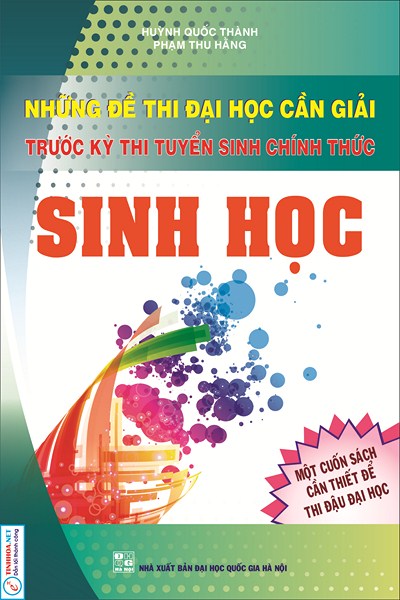 HUỲNH QUỐC THÀNH
PHẠM THU HẰNG
NHỮNG ĐỀ THI ĐẠI HỌC CẦN GIẢI
TRƯỚC KỲ THI TUYỂN SINH CHÍNH THỨC
SINH HỌC
MỘT CUỐN SÁCH
CẦN THIẾT ĐỂ
THI ĐẬU ĐẠI HỌC
NHÀ XUẤT BẢN ĐẠI HỌC QUỐC GIA HÀ NỘI
TINHHOA.NET